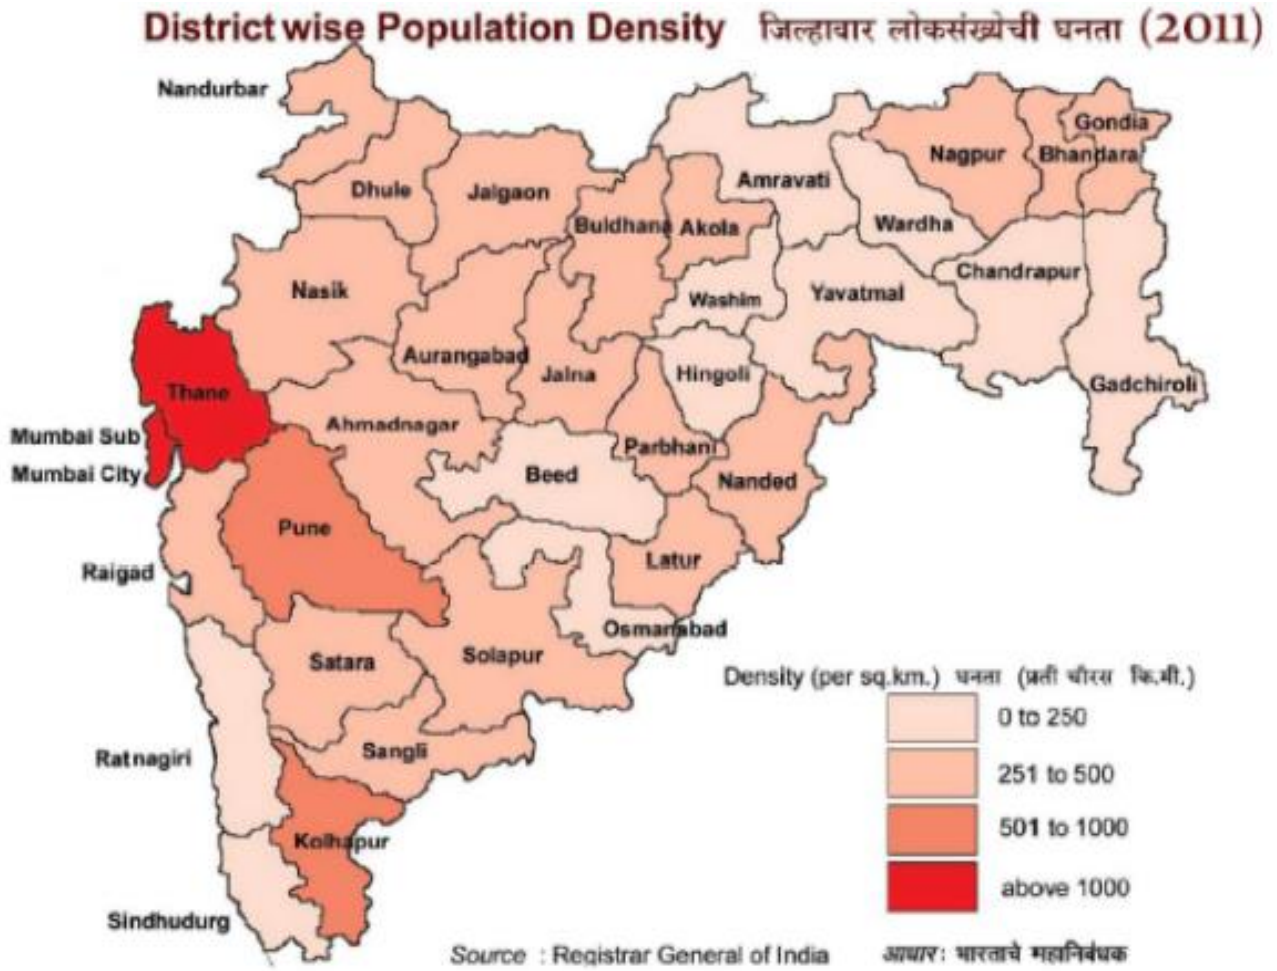 District wise Population Density जिल्हावार लोकसंख्येची घनता (2011)
Nandurbar
Gondia
Nagpur
Bhandara
Dhule
Jalgaon
Amravati
Buldhana
Akola
Wardha
Nasik
Washim
Yavatmal
Chandrapur
Aurangabad
Jalna
Hingoli
Gadchiroli
Thane
Ahmadnagar
Mumbai Sub
Parbhani
Mumbai City
Beed
Nanded
Pune
Latur
Raigad
Osmanabad
Satara
Solapur
Density (per sq.km.) घनता (प्रती चौरस कि.मी.)
0 to 250
Sangli
Ratnagiri
251 to 500
501 to 1000
Kolhapur
above 1000
Sindhudurg
Source : Registrar General of India आधार: भारताचे महानिबंधक